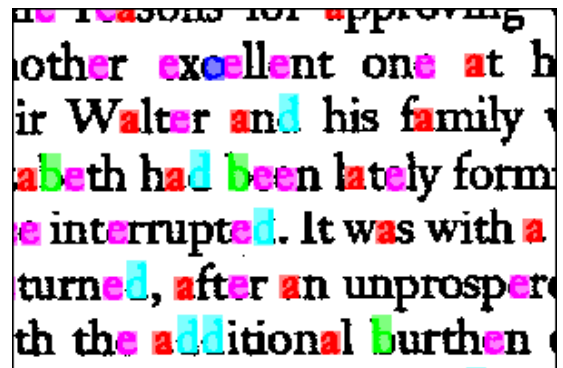 he reasons for approving
nother excellent one at h
ir Walter and his family
abeth had been lately form
e interrupted. It was with a
turned, after an unprosper
th the additional burthen